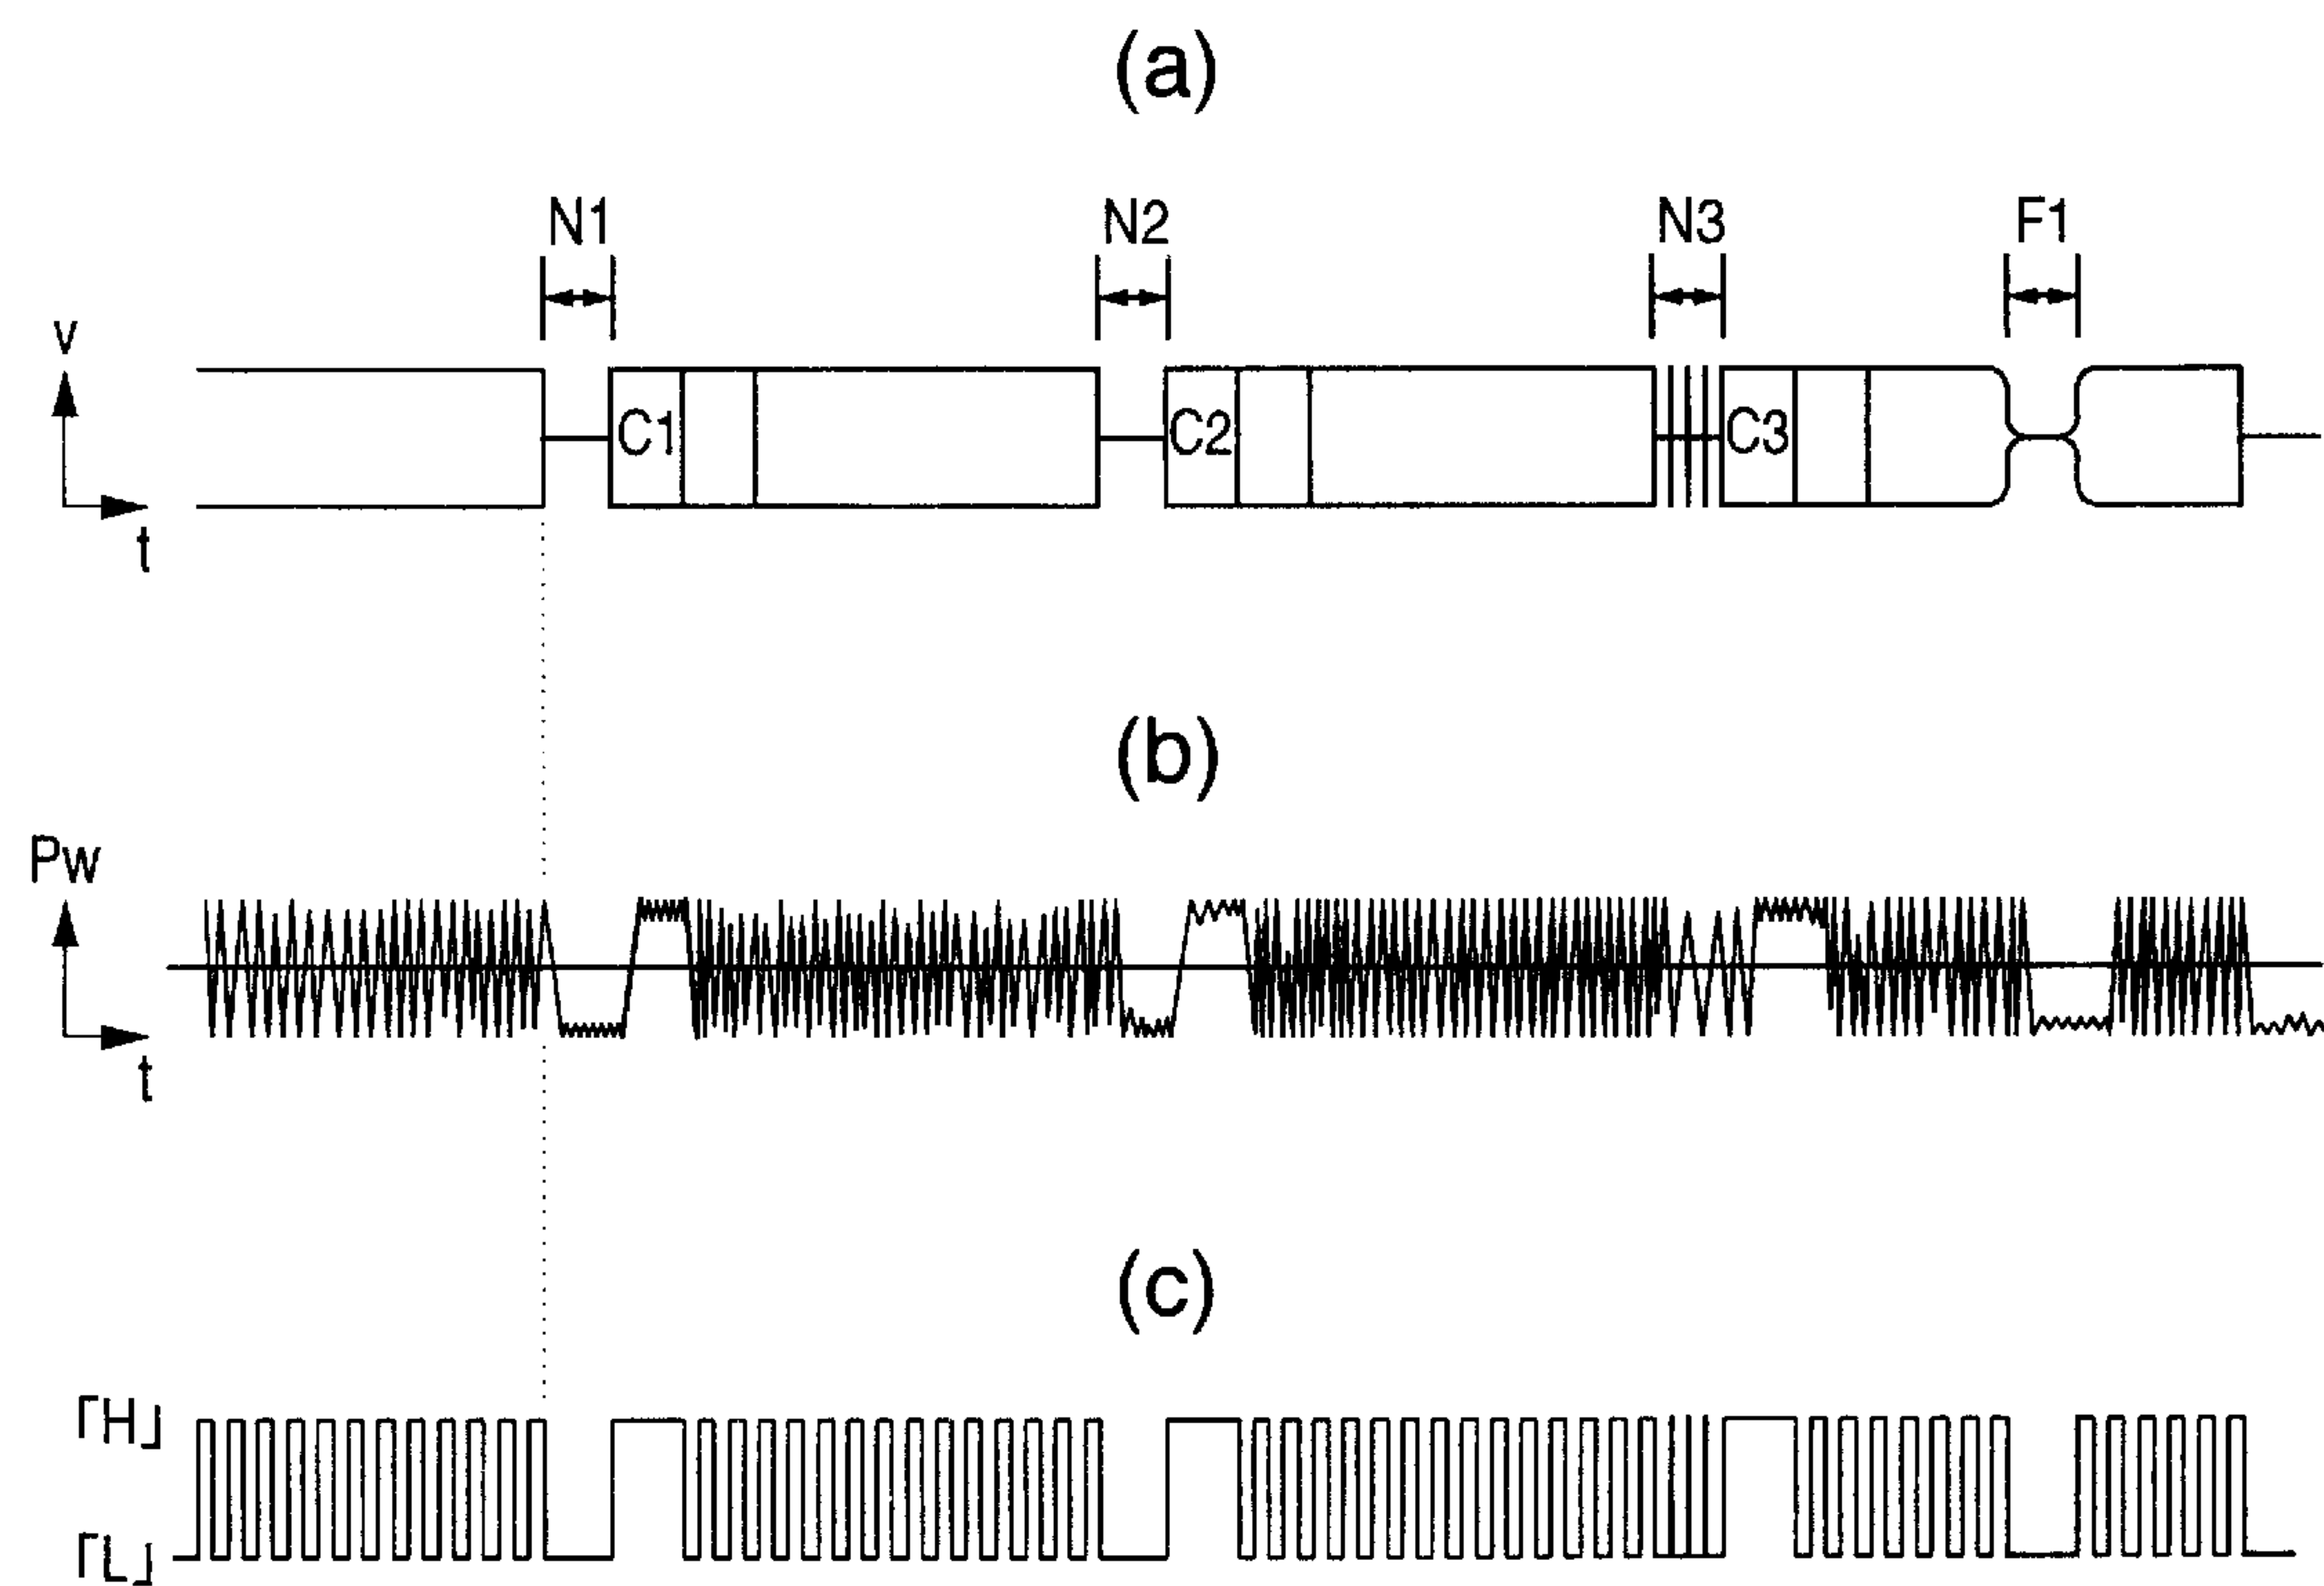 (a)
N1 N2 N3 F1
v
C1 C2 C3
t
(b)
Pw
t
(c)
「H」
「L」